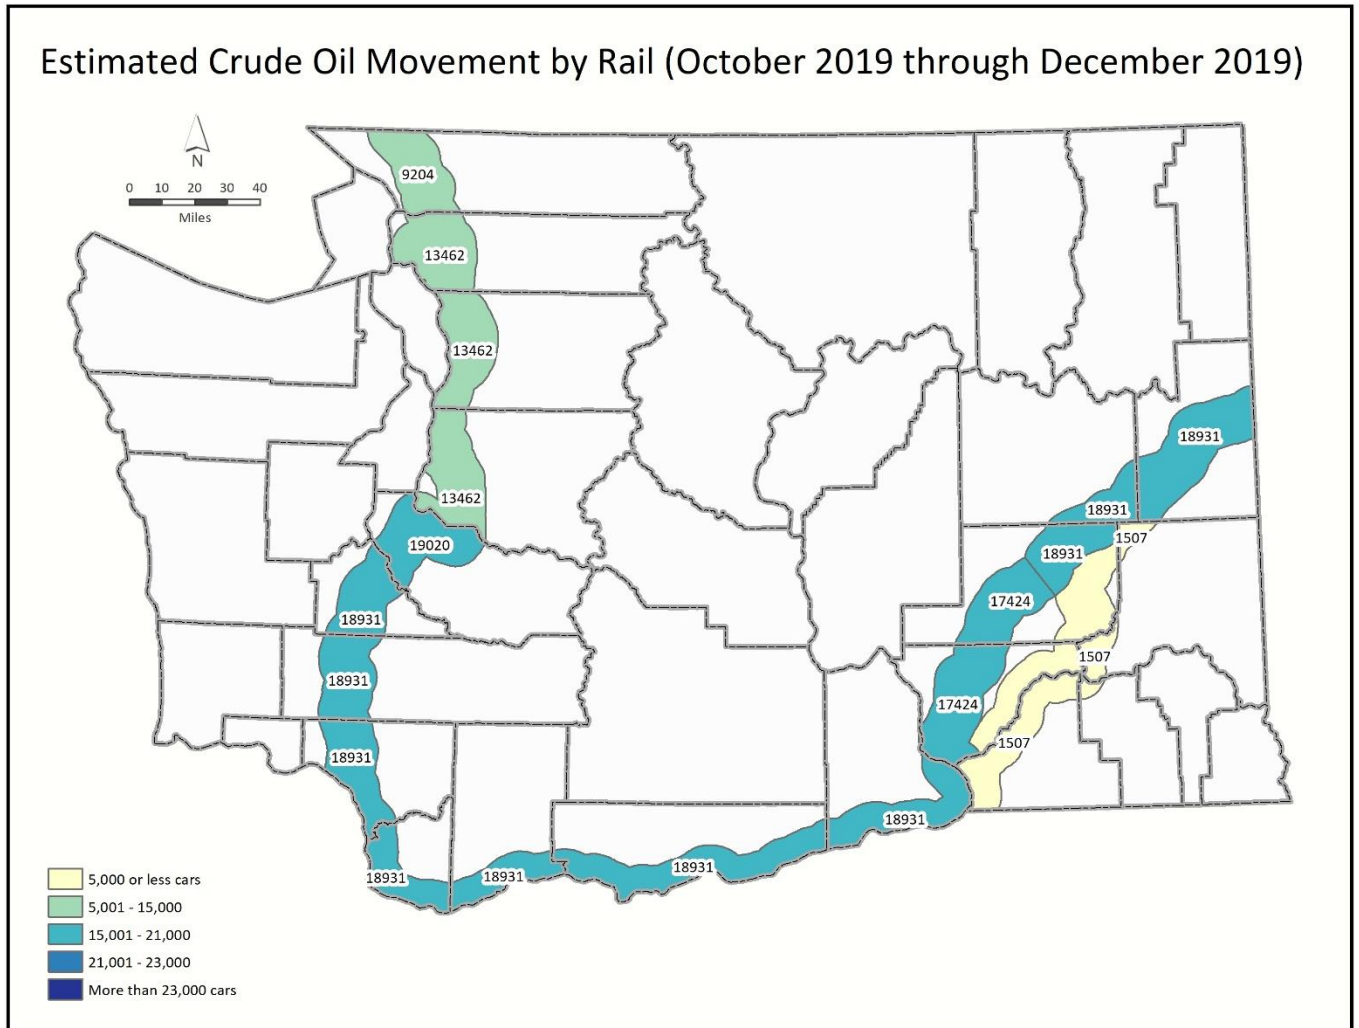 Estimated Crude Oil Movement by Rail (October 2019 through December 2019)
N
0 10 20 30 40
Miles
9204
13462
13462
13462
19020
18931
18931
18931
18931
18931
18931
18931
18931
18931
18931
1507
17424
1507
17424
1507
5,000 or less cars
5,001 - 15,000
15,001 - 21,000
21,001 - 23,000
More than 23,000 cars